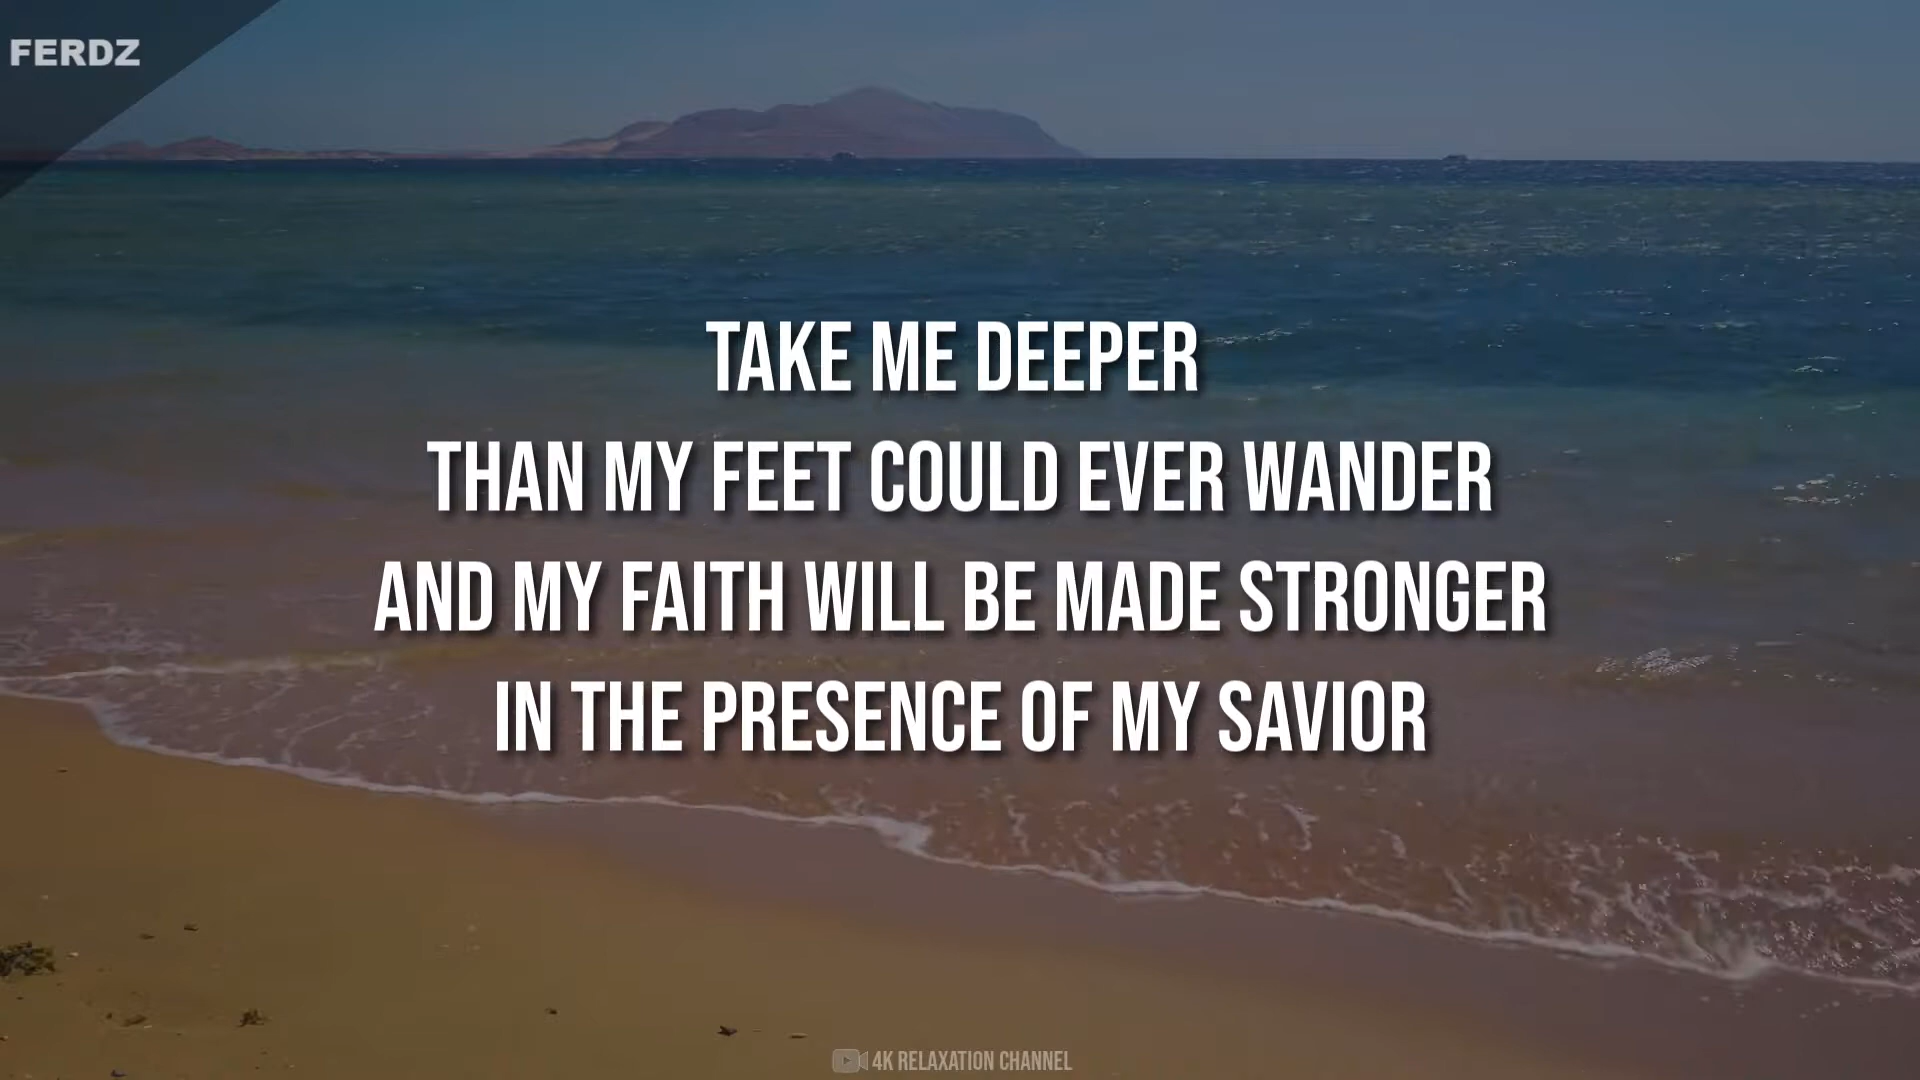 FERDZ
TAKE ME DEEPER
THAN MY FEET COULD EVER WANDER
AND MY FAITH WILL BE MADE STRONGER
IN THE PRESENCE OF MY SAVIOR
4K RELAXATION CHANNEL